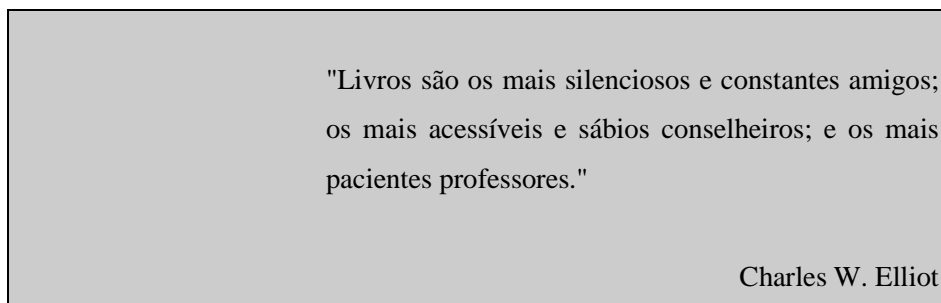 "Livros são os mais silenciosos e constantes amigos;
os mais acessíveis e sábios conselheiros; e os mais
pacientes professores."
Charles W. Elliot